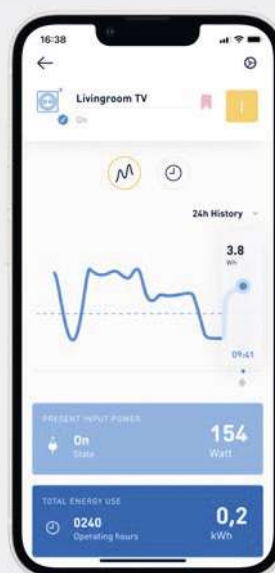 16:38
Livingroom TV
On
24h History
3.8
Wh
09:41
PRESENT INPUT POWER
On
State
154
Watt
TOTAL ENERGY USE
0240
Operating hours
0,2
kWh